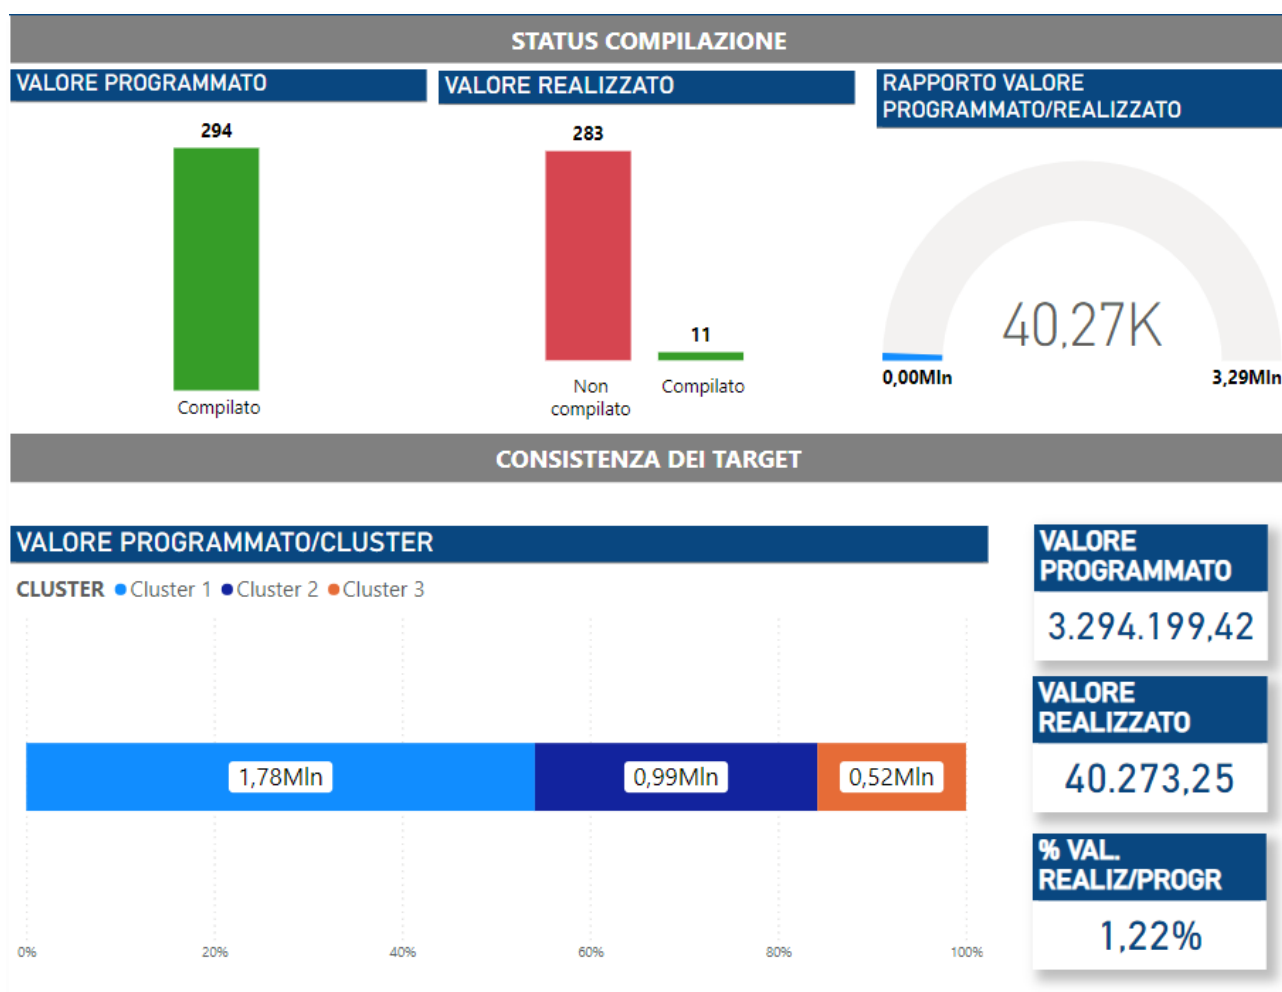 STATUS COMPILAZIONE
VALORE PROGRAMMATO
294
Compilato
VALORE REALIZZATO
283
11
Non
compilato
Compilato
RAPPORTO VALORE
PROGRAMMATO/REALIZZATO
40,27K
0,00Mln
3,29Mln
CONSISTENZA DEI TARGET
VALORE PROGRAMMATO/CLUSTER
CLUSTER Cluster 1 Cluster 2 Cluster 3
1,78Mln
0,99Mln
0,52Mln
0%
20%
40%
60%
80%
100%
VALORE
PROGRAMMATO
3.294.199,42
VALORE
REALIZZATO
40.273,25
% VAL.
REALIZ/PROGR
1,22%